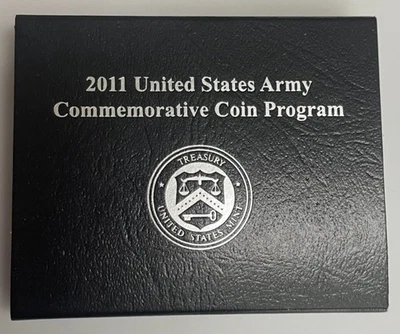 2011 United States Army
Commemorative Coin Program
TREASURY
UNITED STATES MINT